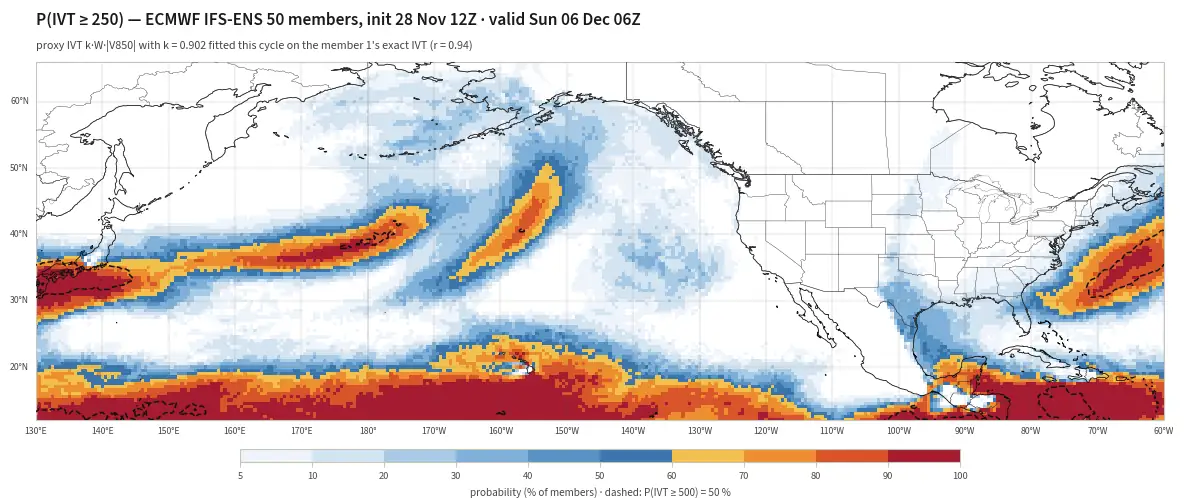 P(IVT ≥ 250) — ECMWF IFS-ENS 50 members, init 28 Nov 12Z · valid Sun 06 Dec 06Z
proxy IVT k·W·|V850| with k = 0.902 fitted this cycle on the member 1's exact IVT (r = 0.94)
60°N
50°N
40°N
30°N
20°N
130°E 140°E 150°E 160°E 170°E 180° 170°W 160°W 150°W 140°W 130°W 120°W 110°W 100°W 90°W 80°W 70°W 60°W
5 10 20 30 40 50 60 70 80 90 100
probability (% of members) · dashed: P(IVT ≥ 500) = 50 %